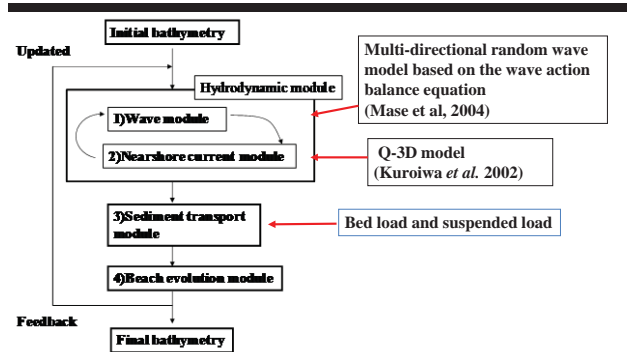 Initial bathymetry
Updated
Hydrodynamic module
1)Wave module
2)Nearshore current module
Multi-directional random wave
model based on the wave action
balance equation
(Mase et al, 2004)
Q-3D model
(Kuroiwa et al. 2002)
3)Sediment transport
module
Bed load and suspended load
4)Beach evolution module
Feedback
Final bathymetry